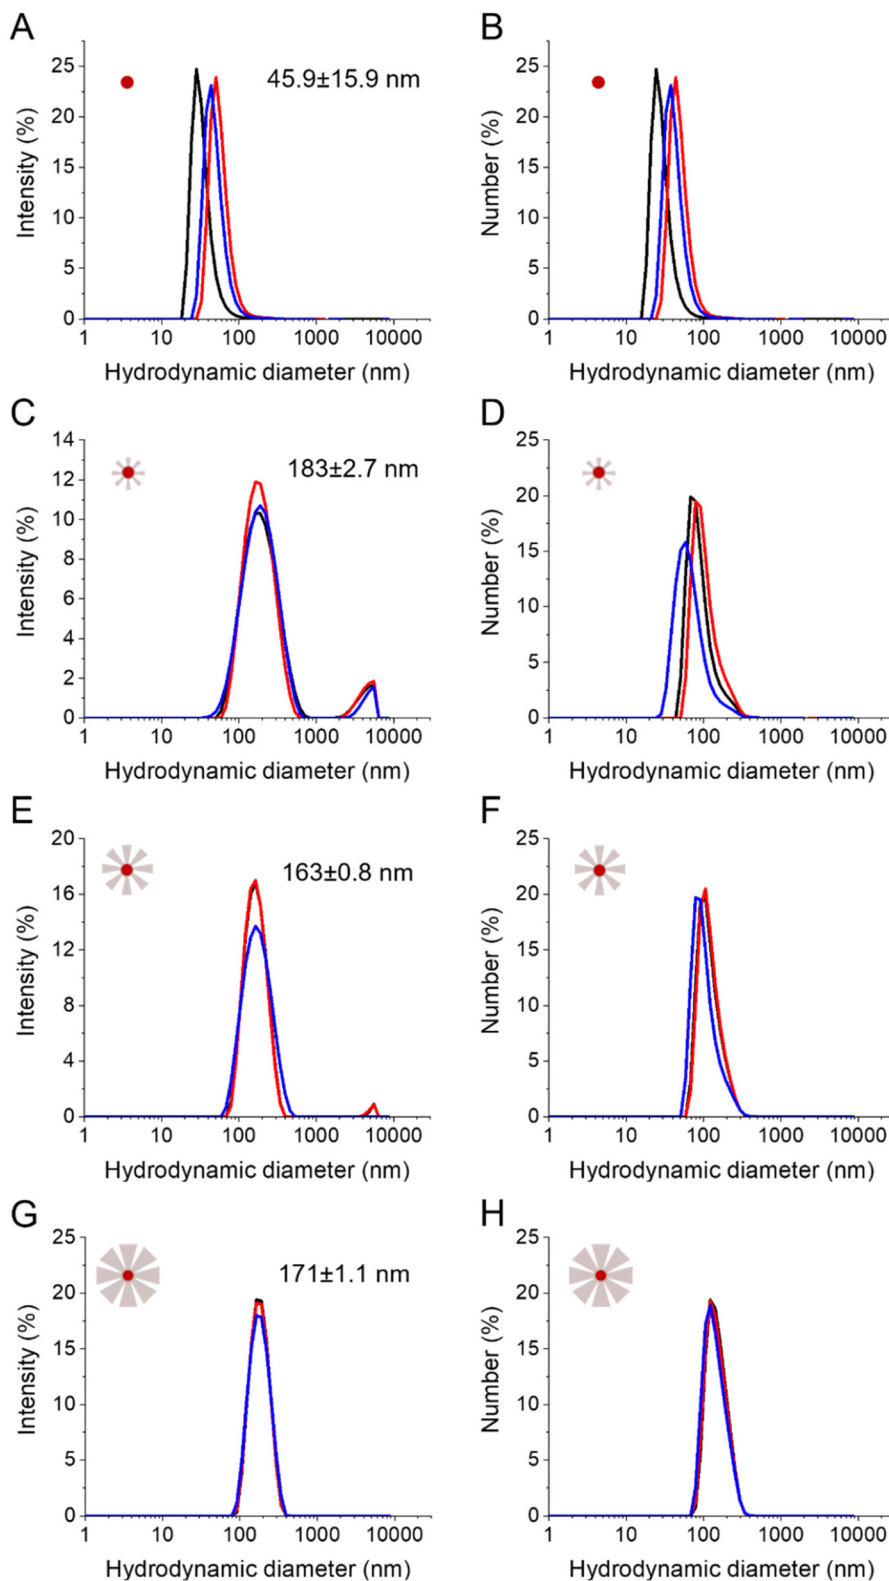 A
45.9±15.9 nm
Intensity (%)
25
20
15
10
5
0
1 10 100 1000 10000
Hydrodynamic diameter (nm)
B
Number (%)
25
20
15
10
5
0
1 10 100 1000 10000
Hydrodynamic diameter (nm)
C
183±2.7 nm
Intensity (%)
14
12
10
8
6
4
2
0
1 10 100 1000 10000
Hydrodynamic diameter (nm)
D
Number (%)
25
20
15
10
5
0
1 10 100 1000 10000
Hydrodynamic diameter (nm)
E
163±0.8 nm
Intensity (%)
20
16
12
8
4
0
1 10 100 1000 10000
Hydrodynamic diameter (nm)
F
Number (%)
25
20
15
10
5
0
1 10 100 1000 10000
Hydrodynamic diameter (nm)
G
171±1.1 nm
Intensity (%)
25
20
15
10
5
0
1 10 100 1000 10000
Hydrodynamic diameter (nm)
H
Number (%)
25
20
15
10
5
0
1 10 100 1000 10000
Hydrodynamic diameter (nm)